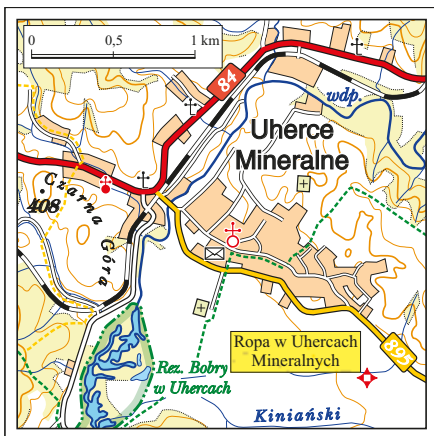 0 0,5 1 km
84
wdp.
Uherce
Mineralne
Czarna Góra
408
895
Ropa w Uhercach
Mineralnych
Rez. Bobry
w Uhercach
Kiniański